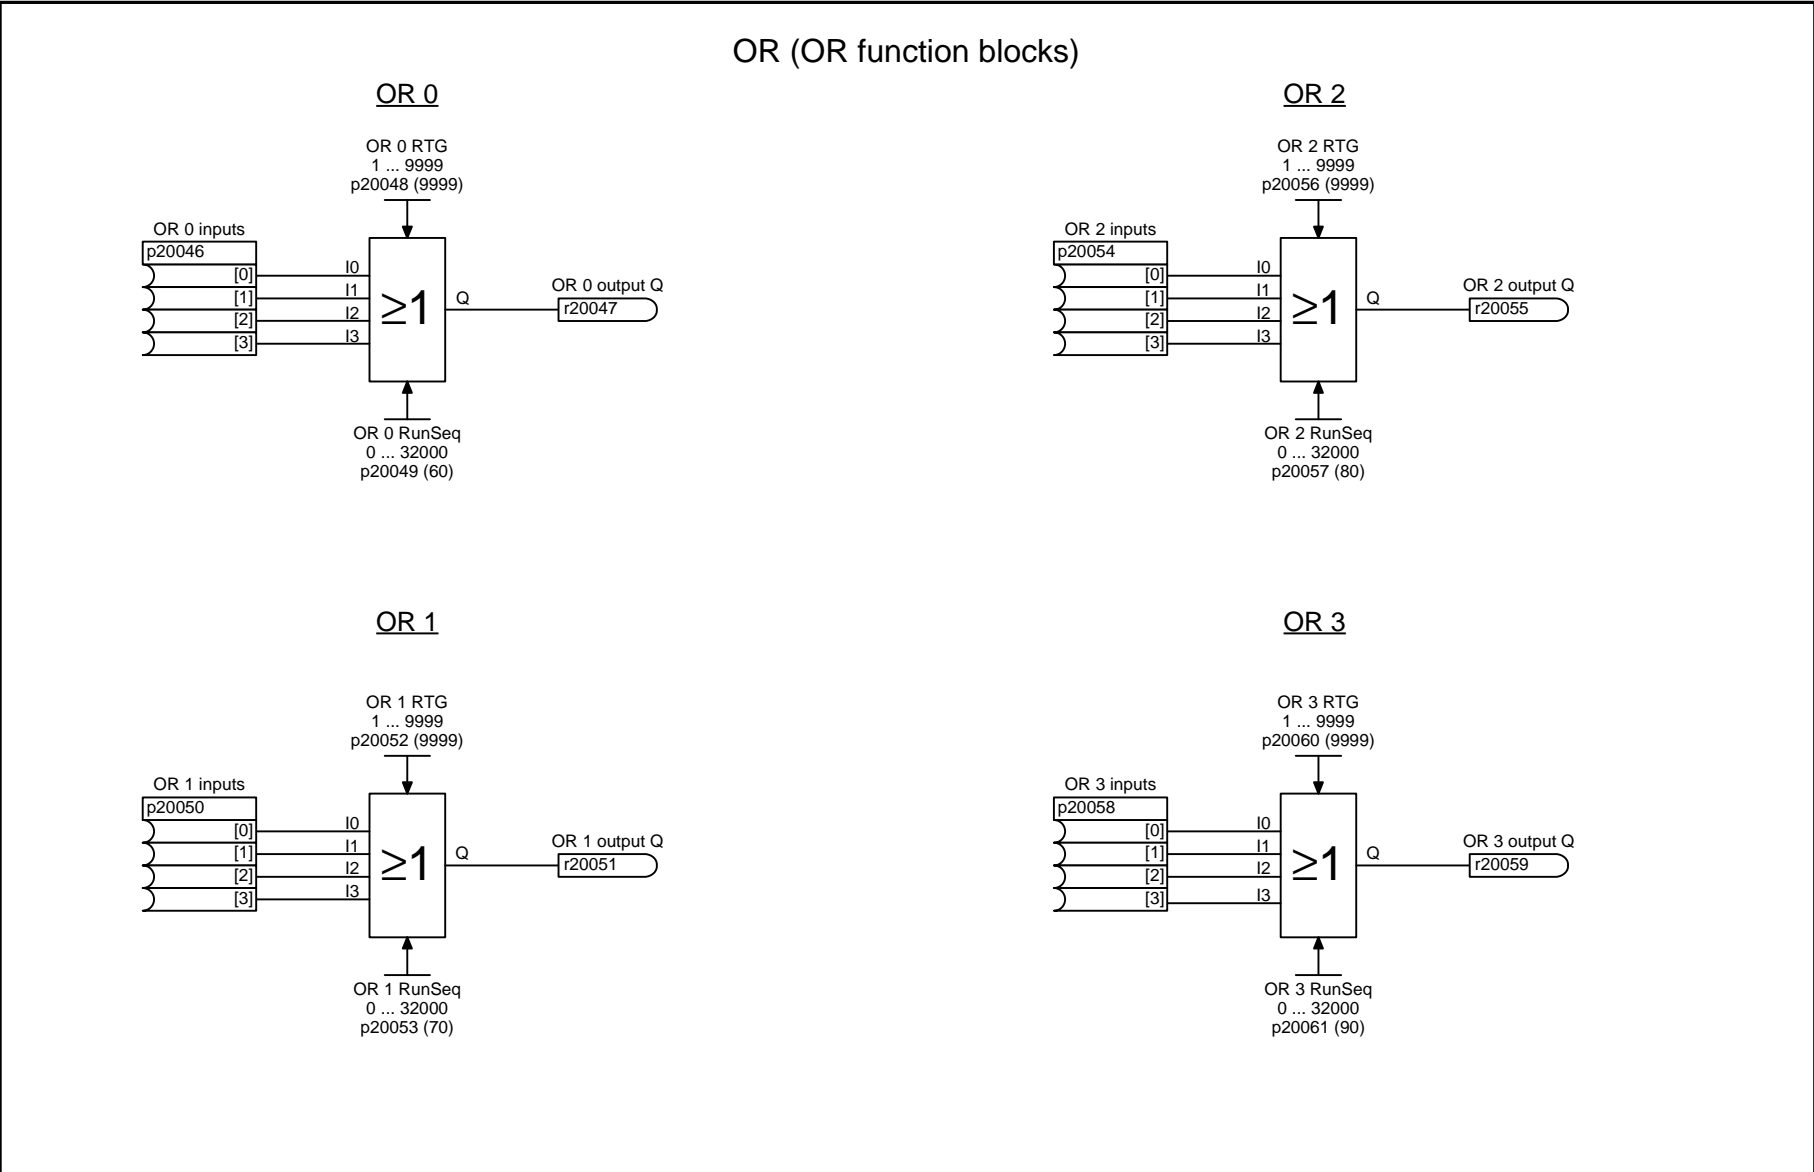 OR (OR function blocks)
OR 0
OR 0 RTG
1 ... 9999
p20048 (9999)
OR 0 inputs
p20046
[0]
[1]
[2]
[3]
I0
I1
I2
I3
≥1
Q
OR 0 output Q
r20047
OR 0 RunSeq
0 ... 32000
p20049 (60)
OR 2
OR 2 RTG
1 ... 9999
p20056 (9999)
OR 2 inputs
p20054
[0]
[1]
[2]
[3]
I0
I1
I2
I3
≥1
Q
OR 2 output Q
r20055
OR 2 RunSeq
0 ... 32000
p20057 (80)
OR 1
OR 1 RTG
1 ... 9999
p20052 (9999)
OR 1 inputs
p20050
[0]
[1]
[2]
[3]
I0
I1
I2
I3
≥1
Q
OR 1 output Q
r20051
OR 1 RunSeq
0 ... 32000
p20053 (70)
OR 3
OR 3 RTG
1 ... 9999
p20060 (9999)
OR 3 inputs
p20058
[0]
[1]
[2]
[3]
I0
I1
I2
I3
≥1
Q
OR 3 output Q
r20059
OR 3 RunSeq
0 ... 32000
p20061 (90)